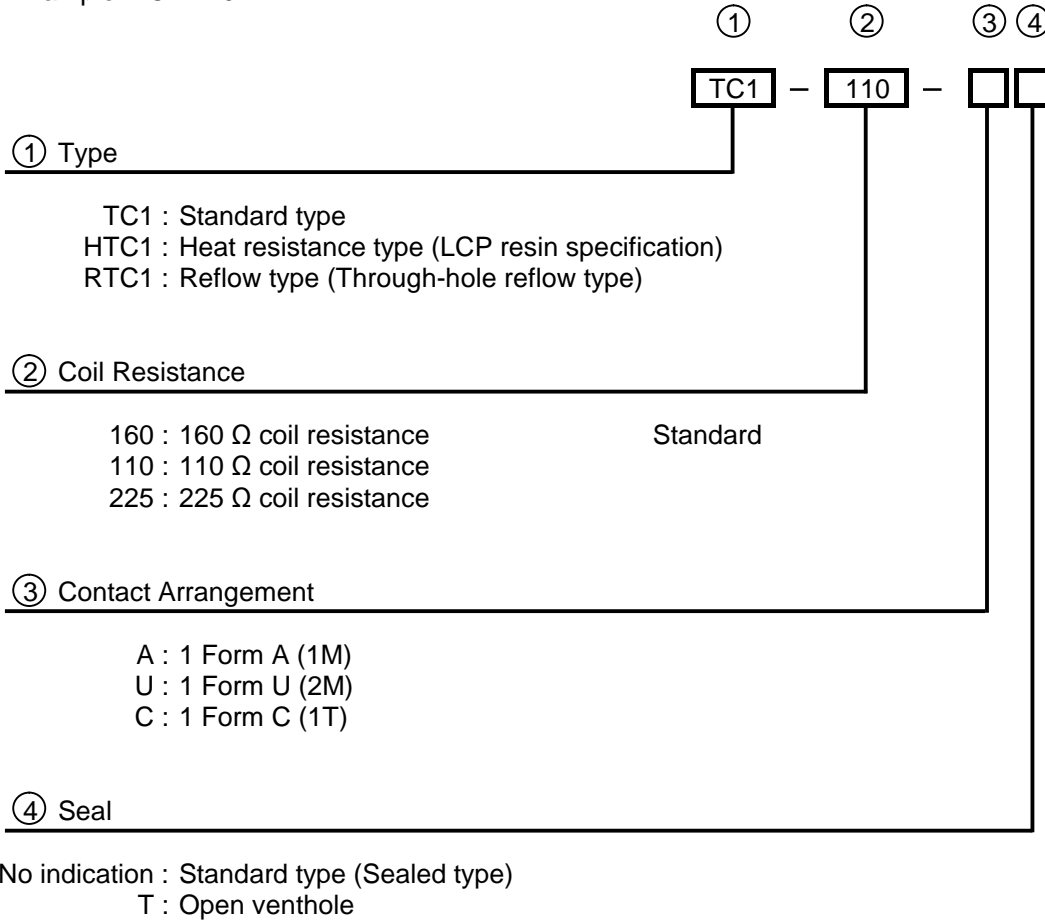 ① ② ③ ④
TC1 – 110 –
① Type
TC1 : Standard type
HTC1 : Heat resistance type (LCP resin specification)
RTC1 : Reflow type (Through-hole reflow type)
② Coil Resistance
160 : 160 Ω coil resistance Standard
110 : 110 Ω coil resistance
225 : 225 Ω coil resistance
③ Contact Arrangement
A : 1 Form A (1M)
U : 1 Form U (2M)
C : 1 Form C (1T)
④ Seal
No indication : Standard type (Sealed type)
T : Open venthole